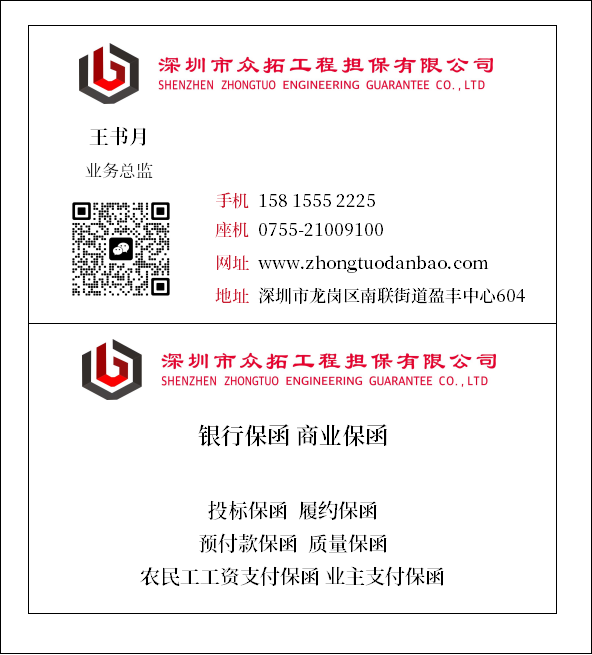 深圳市众拓工程担保有限公司
SHENZHEN ZHONGTUO ENGINEERING GUARANTEE CO.,LTD
王书月
业务总监
手机 158 1555 2225
座机 0755-21009100
网址 www.zhongtuodanbao.com
地址 深圳市龙岗区南联街道盈丰中心604
深圳市众拓工程担保有限公司
SHENZHEN ZHONGTUO ENGINEERING GUARANTEE CO.,LTD
银行保函 商业保函
投标保函 履约保函
预付款保函 质量保函
农民工工资支付保函 业主支付保函